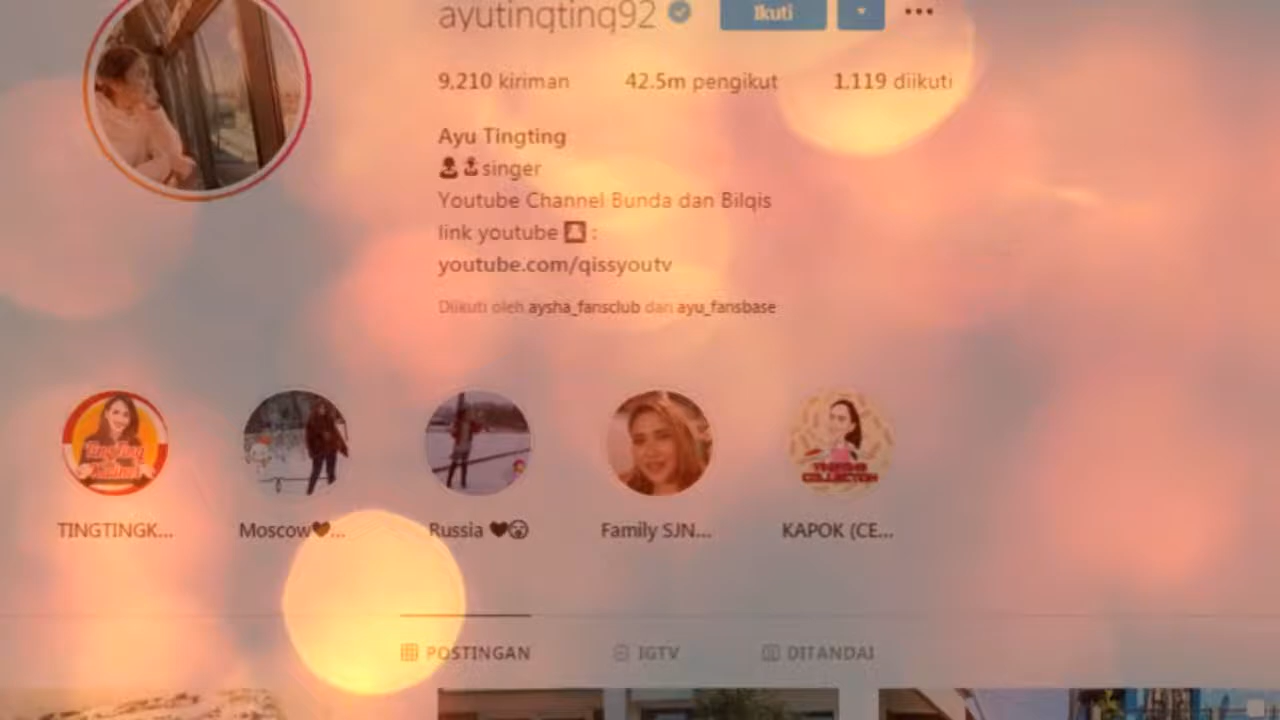 ayutingting92 Ikuti
9,210 kiriman 42.5m pengikut 1,119 diikuti
Ayu Tingting
singer
Youtube Channel Bunda dan Bilqis
link youtube :
youtube.com/qissyoutv
Diikuti oleh aysha_fansclub dan ayu_fansbase
COLLECTION
TINGTINGK... Moscow🖤... Russia 🖤 Family SJN... KAPOK (CE...
POSTINGAN IGTV DITANDAI